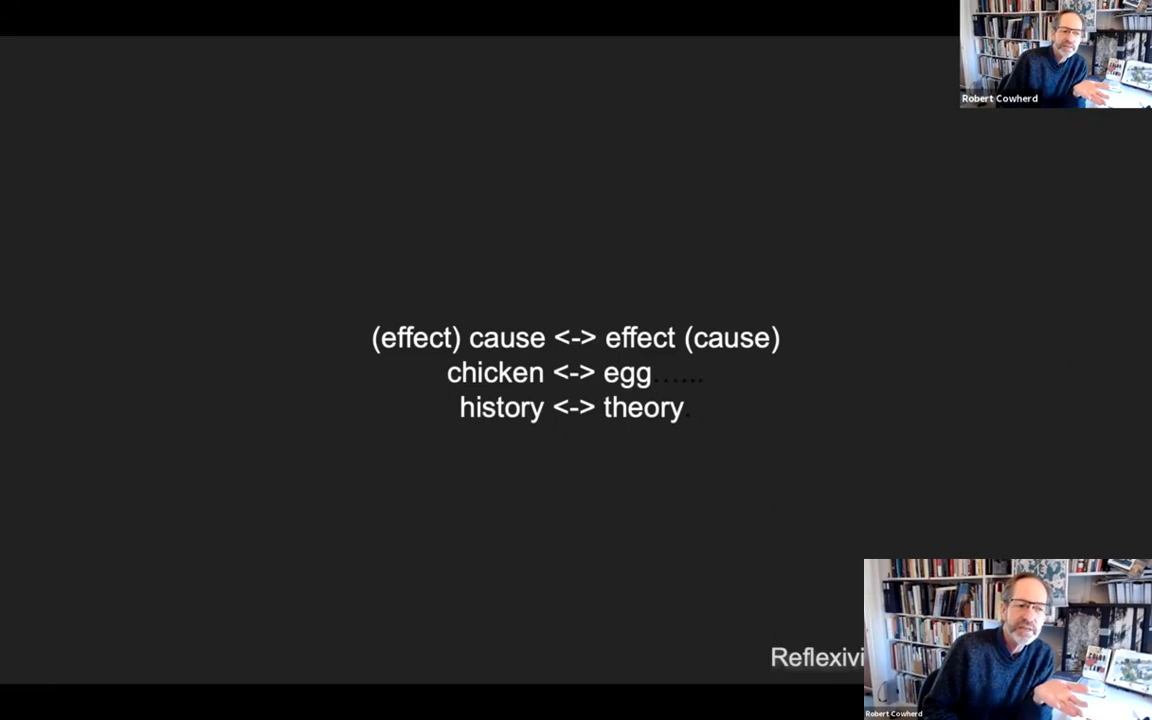 Robert Cowherd
(effect) cause <-> effect (cause)
chicken <-> egg......
history <-> theory.
Reflexivi
Robert Cowherd